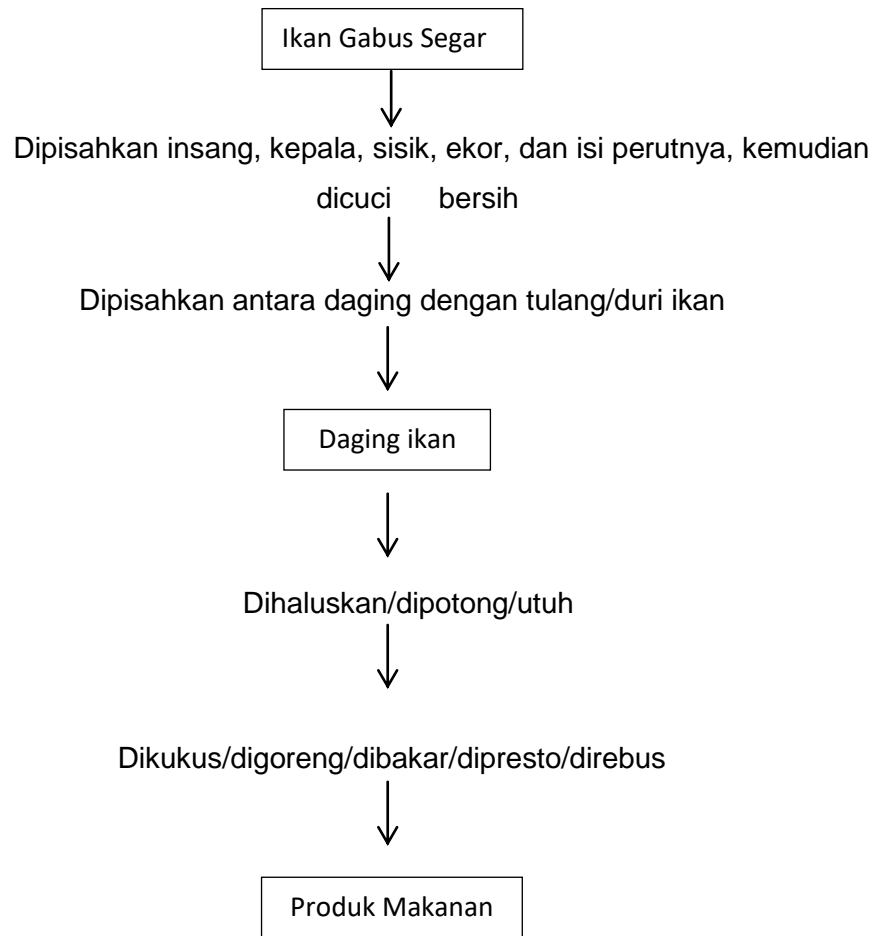 Ikan Gabus Segar
Dipisahkan insang, kepala, sisik, ekor, dan isi perutnya, kemudian
dicuci bersih
Dipisahkan antara daging dengan tulang/duri ikan
Daging ikan
Dihaluskan/dipotong/utuh
Dikukus/digoreng/dibakar/dipresto/direbus
Produk Makanan